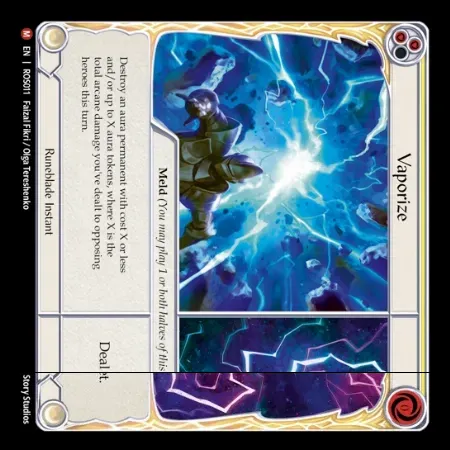 Vaporize
Meld (You may play 1 or both halves of this
Destroy an aura permanent with cost X or less
and/or up to X aura tokens, where X is the
total arcane damage you've dealt to opposing
heroes this turn.
Runeblade Instant
M EN | ROS011 Faizal Fikri / Olga Tereshenko
Story Studios